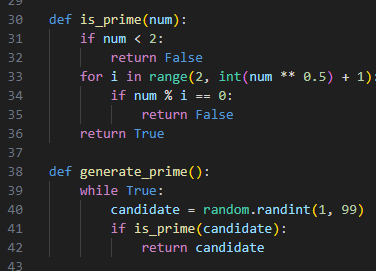 29
30 def is_prime(num):
31     if num < 2:
32         return False
33     for i in range(2, int(num ** 0.5) + 1):
34         if num % i == 0:
35             return False
36     return True
37
38 def generate_prime():
39     while True:
40         candidate = random.randint(1, 99)
41         if is_prime(candidate):
42             return candidate
43